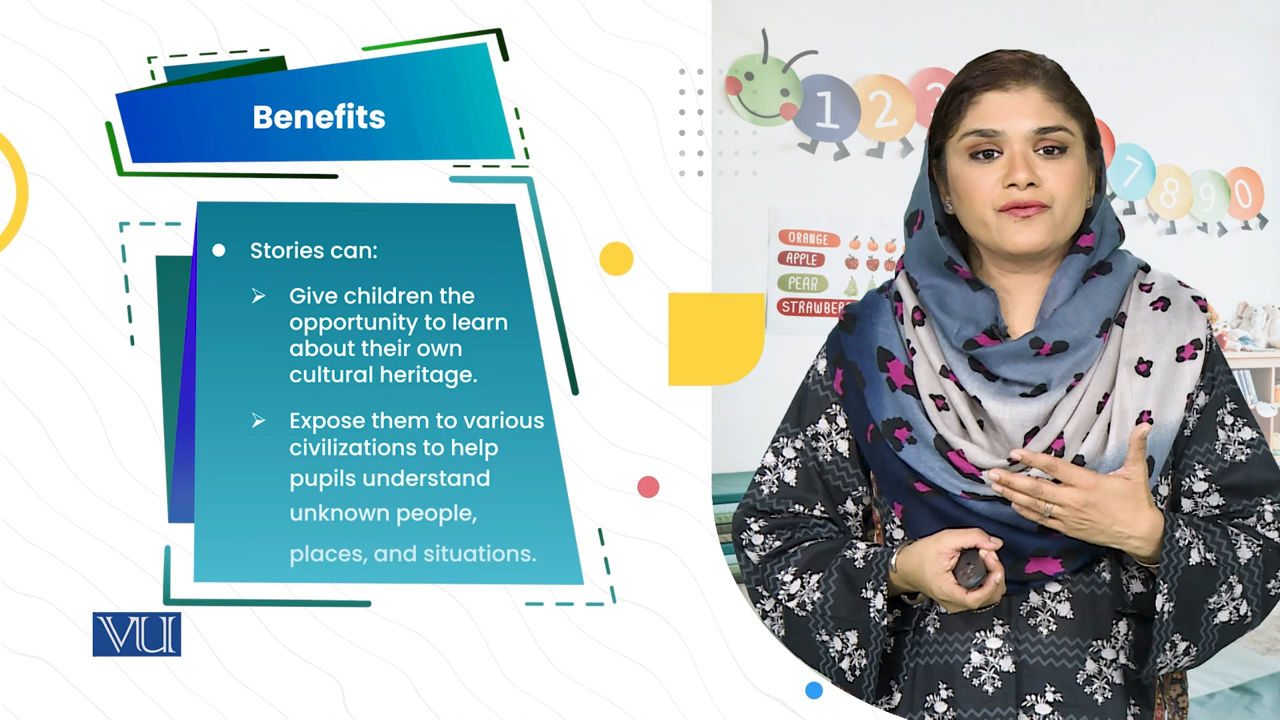 Benefits
Stories can:
Give children the
opportunity to learn
about their own
cultural heritage.
Expose them to various
civilizations to help
pupils understand
unknown people,
places, and situations.
VU
1 2 3
7 8 9 0
ORANGE
APPLE
PEAR